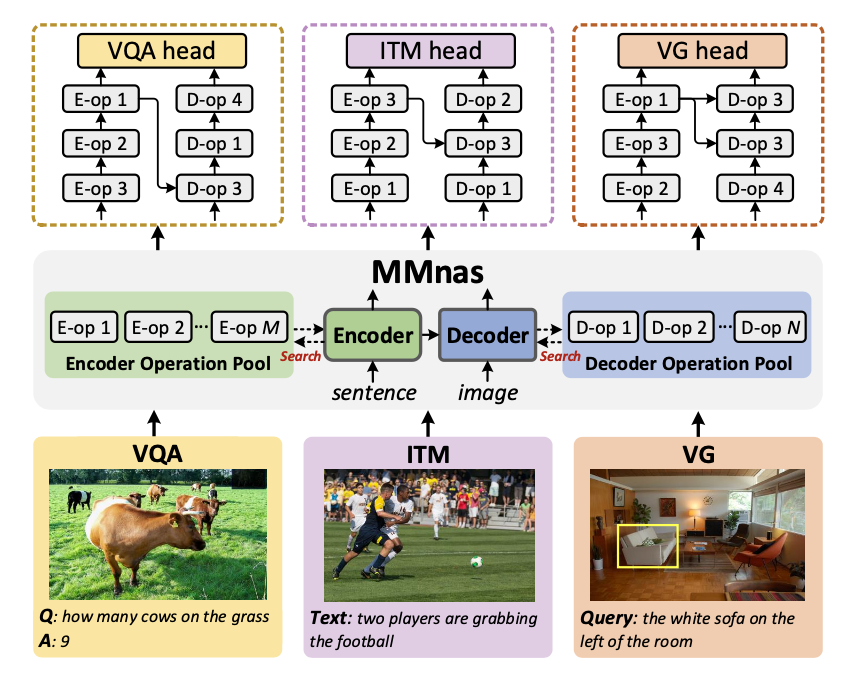 VQA head
E-op 1
D-op 4
E-op 2
D-op 1
E-op 3
D-op 3
ITM head
E-op 3
D-op 2
E-op 2
D-op 3
E-op 1
D-op 1
VG head
E-op 1
D-op 3
E-op 3
D-op 3
E-op 2
D-op 4
MMnas
E-op 1
E-op 2
···
E-op M
Encoder Operation Pool
Search
Encoder
Decoder
sentence
image
Search
D-op 1
D-op 2
···
D-op N
Decoder Operation Pool
VQA
Q: how many cows on the grass
A: 9
ITM
Text: two players are grabbing
the football
VG
Query: the white sofa on the
left of the room